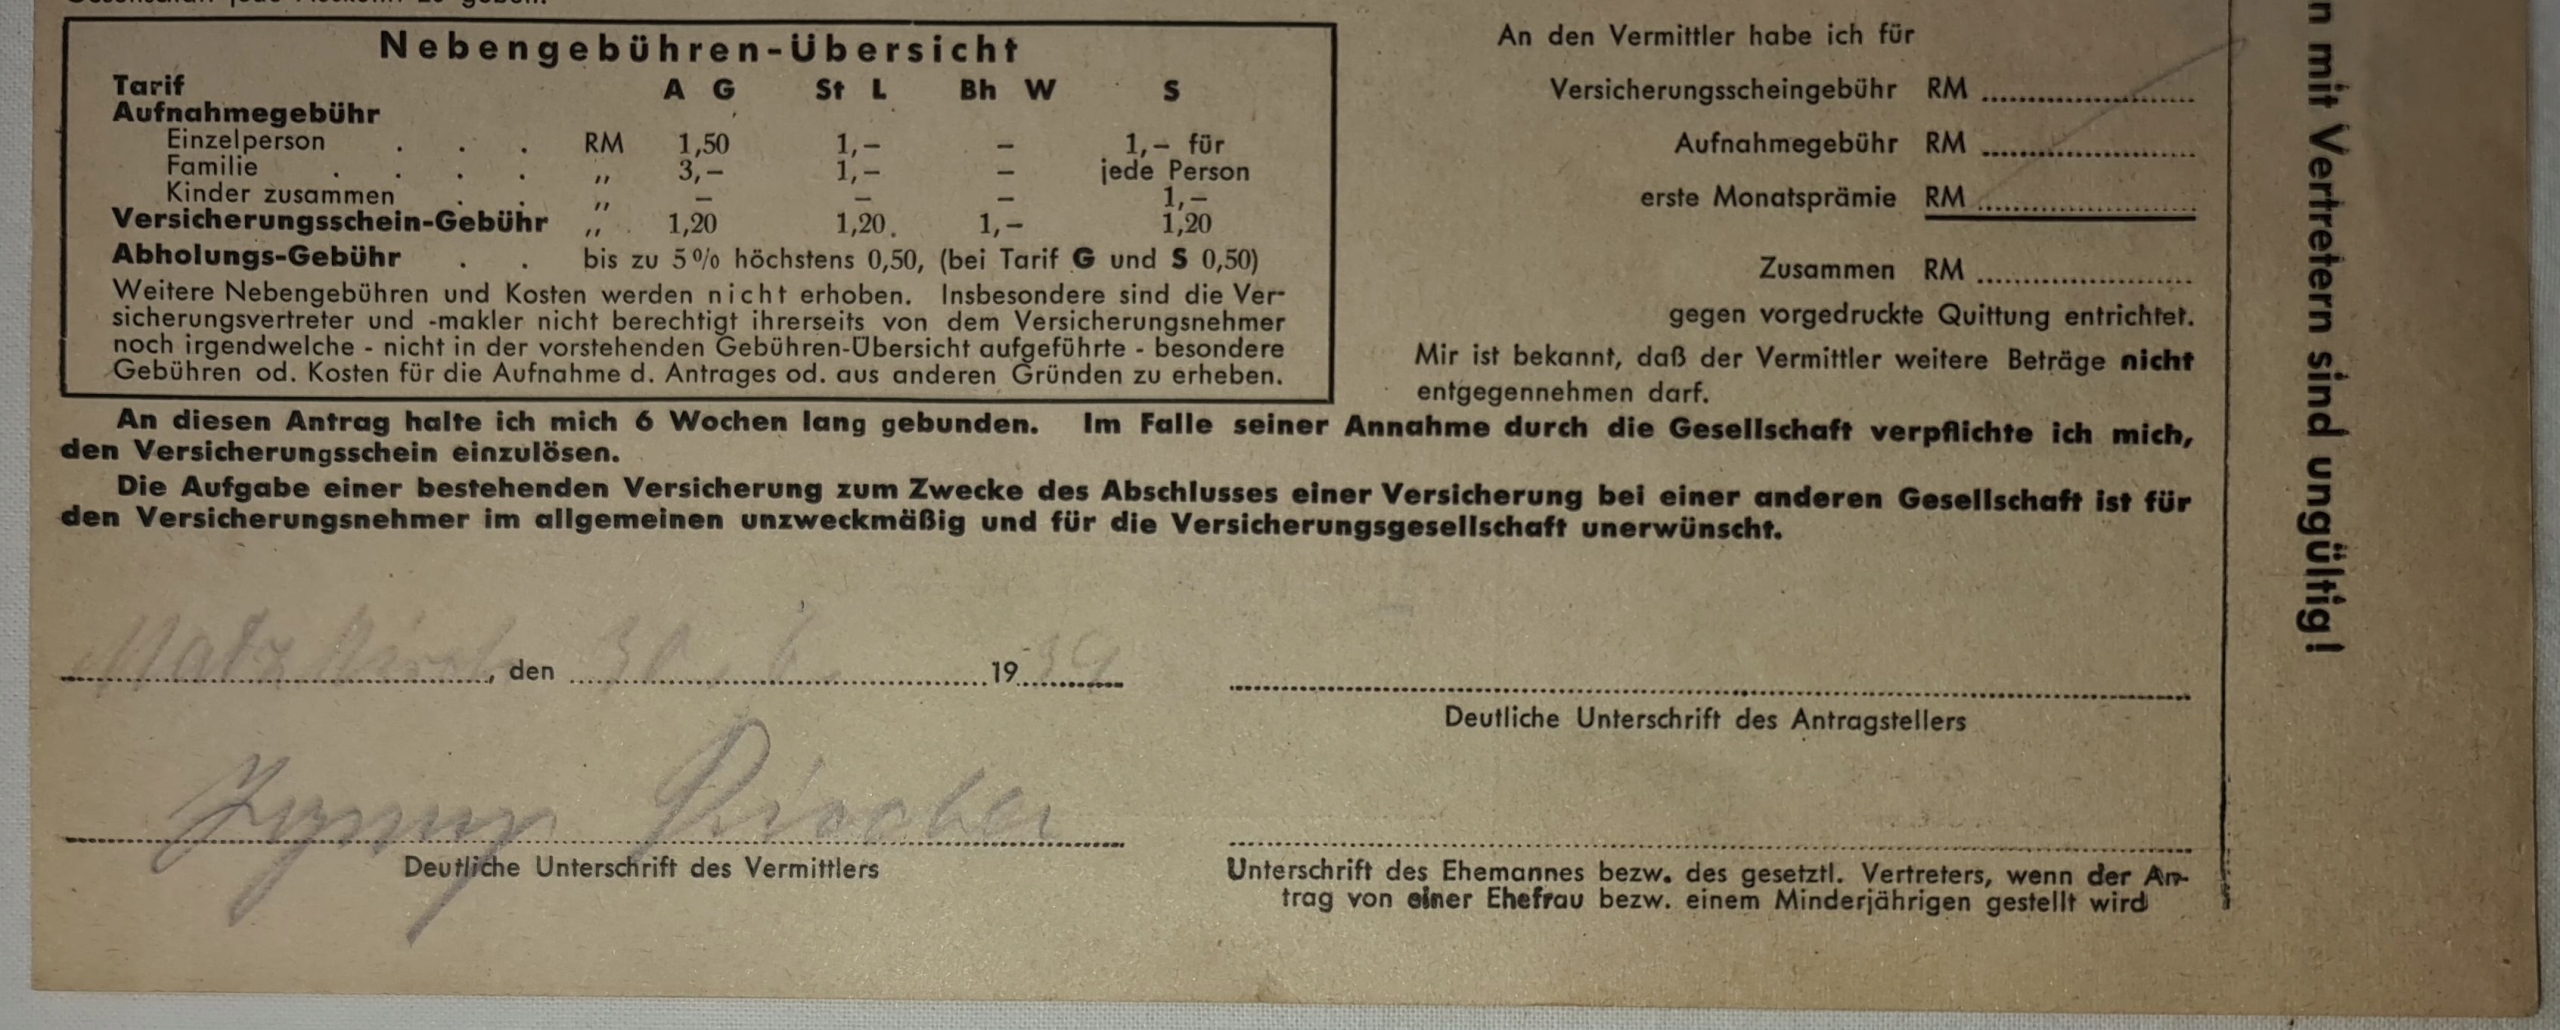 Nebengebühren-Übersicht
Tarif A G St L Bh W S
Aufnahmegebühr
Einzelperson . . . RM 1,50 1,– – 1,– für
Familie . . . . „ 3,– 1,– – jede Person
Kinder zusammen . . „ – – – 1,–
Versicherungsschein-Gebühr „ 1,20 1,20 1,– 1,20
Abholungs-Gebühr . . bis zu 5% höchstens 0,50, (bei Tarif G und S 0,50)
Weitere Nebengebühren und Kosten werden nicht erhoben. Insbesondere sind die Ver-
sicherungsvertreter und -makler nicht berechtigt ihrerseits von dem Versicherungsnehmer
noch irgendwelche - nicht in der vorstehenden Gebühren-Übersicht aufgeführte - besondere
Gebühren od. Kosten für die Aufnahme d. Antrages od. aus anderen Gründen zu erheben.
An den Vermittler habe ich für
Versicherungsscheingebühr RM
Aufnahmegebühr RM
erste Monatsprämie RM
Zusammen RM
gegen vorgedruckte Quittung entrichtet.
Mir ist bekannt, daß der Vermittler weitere Beträge nicht
entgegennehmen darf.
An diesen Antrag halte ich mich 6 Wochen lang gebunden. Im Falle seiner Annahme durch die Gesellschaft verpflichte ich mich,
den Versicherungsschein einzulösen.
Die Aufgabe einer bestehenden Versicherung zum Zwecke des Abschlusses einer Versicherung bei einer anderen Gesellschaft ist für
den Versicherungsnehmer im allgemeinen unzweckmäßig und für die Versicherungsgesellschaft unerwünscht.
, den 30. 6. 1939
Deutliche Unterschrift des Antragstellers
Deutliche Unterschrift des Vermittlers
Unterschrift des Ehemannes bezw. des gesetztl. Vertreters, wenn der An-
trag von einer Ehefrau bezw. einem Minderjährigen gestellt wird
mit Vertretern sind ungültig!